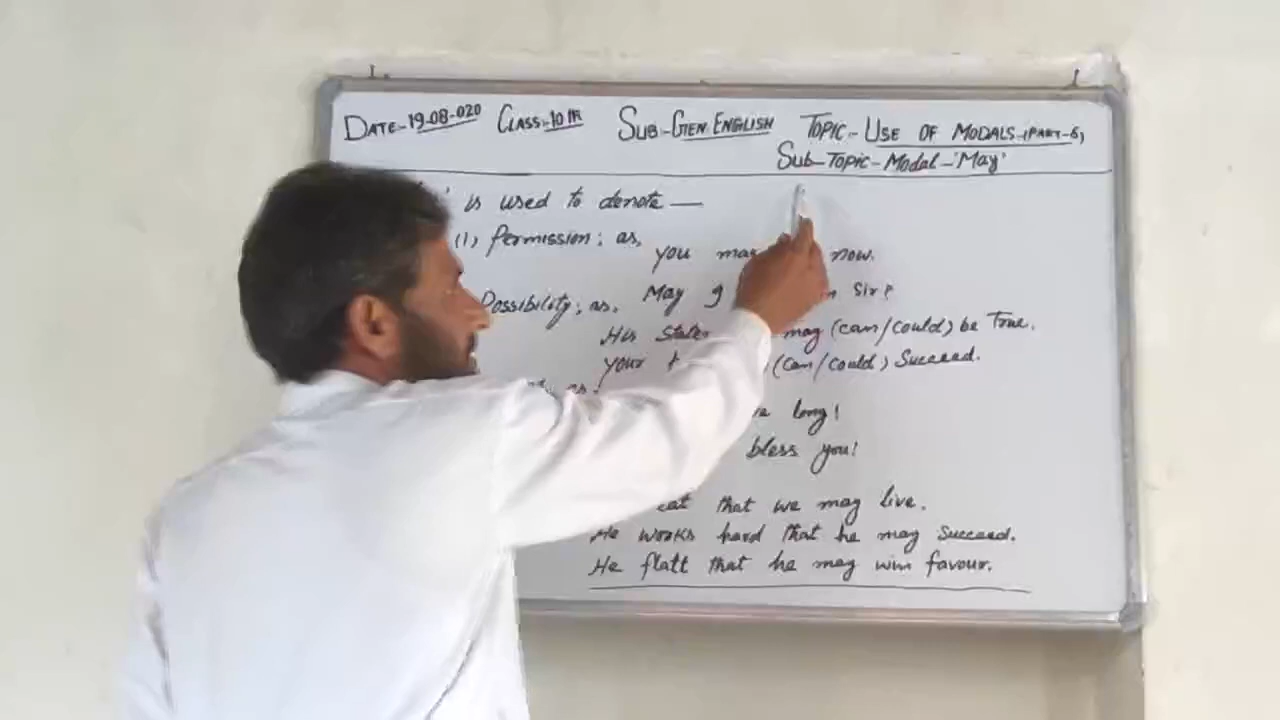 DATE-19-08-020 CLASS:-10th SUB-GEN ENGLISH TOPIC-USE OF MODALS-(PART-6)
SUB-TOPIC-Modal-'May'
is used to denote —
(1) Permission; as,
you may now.
Possibility; as, May I Sir?
His may (can/could) be True.
your (can/could) Succeed.
as,
long!
bless you!
eat that we may live.
He works hard that he may Succeed.
He flatt that he may win favour.